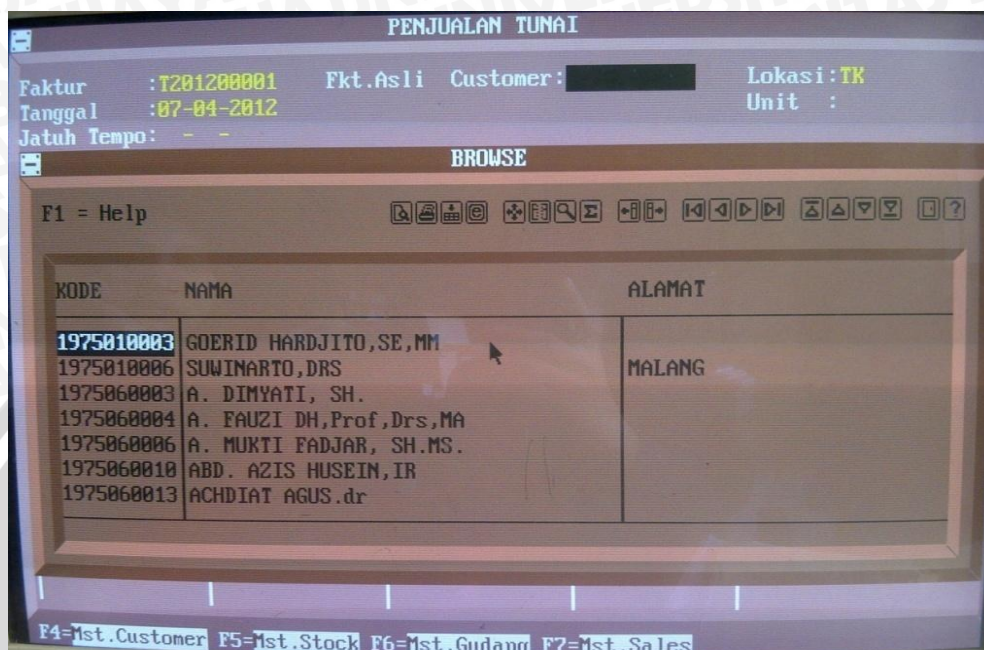 PENJUALAN TUNAI
Faktur :T201200001 Fkt.Asli Customer: Lokasi:TK
Tanggal :07-04-2012 Unit :
Jatuh Tempo: - -
BROWSE
F1 = Help
KODE NAMA ALAMAT
1975010003 GOERID HARDJITO,SE,MM
1975010006 SUWINARTO,DRS MALANG
1975060003 A. DIMYATI, SH.
1975060004 A. FAUZI DH,Prof,Drs,MA
1975060006 A. MUKTI FADJAR, SH.MS.
1975060010 ABD. AZIS HUSEIN,IR
1975060013 ACHDIAT AGUS.dr
F4=Mst.Customer F5=Mst.Stock F6=Mst.Gudang F7=Mst.Sales